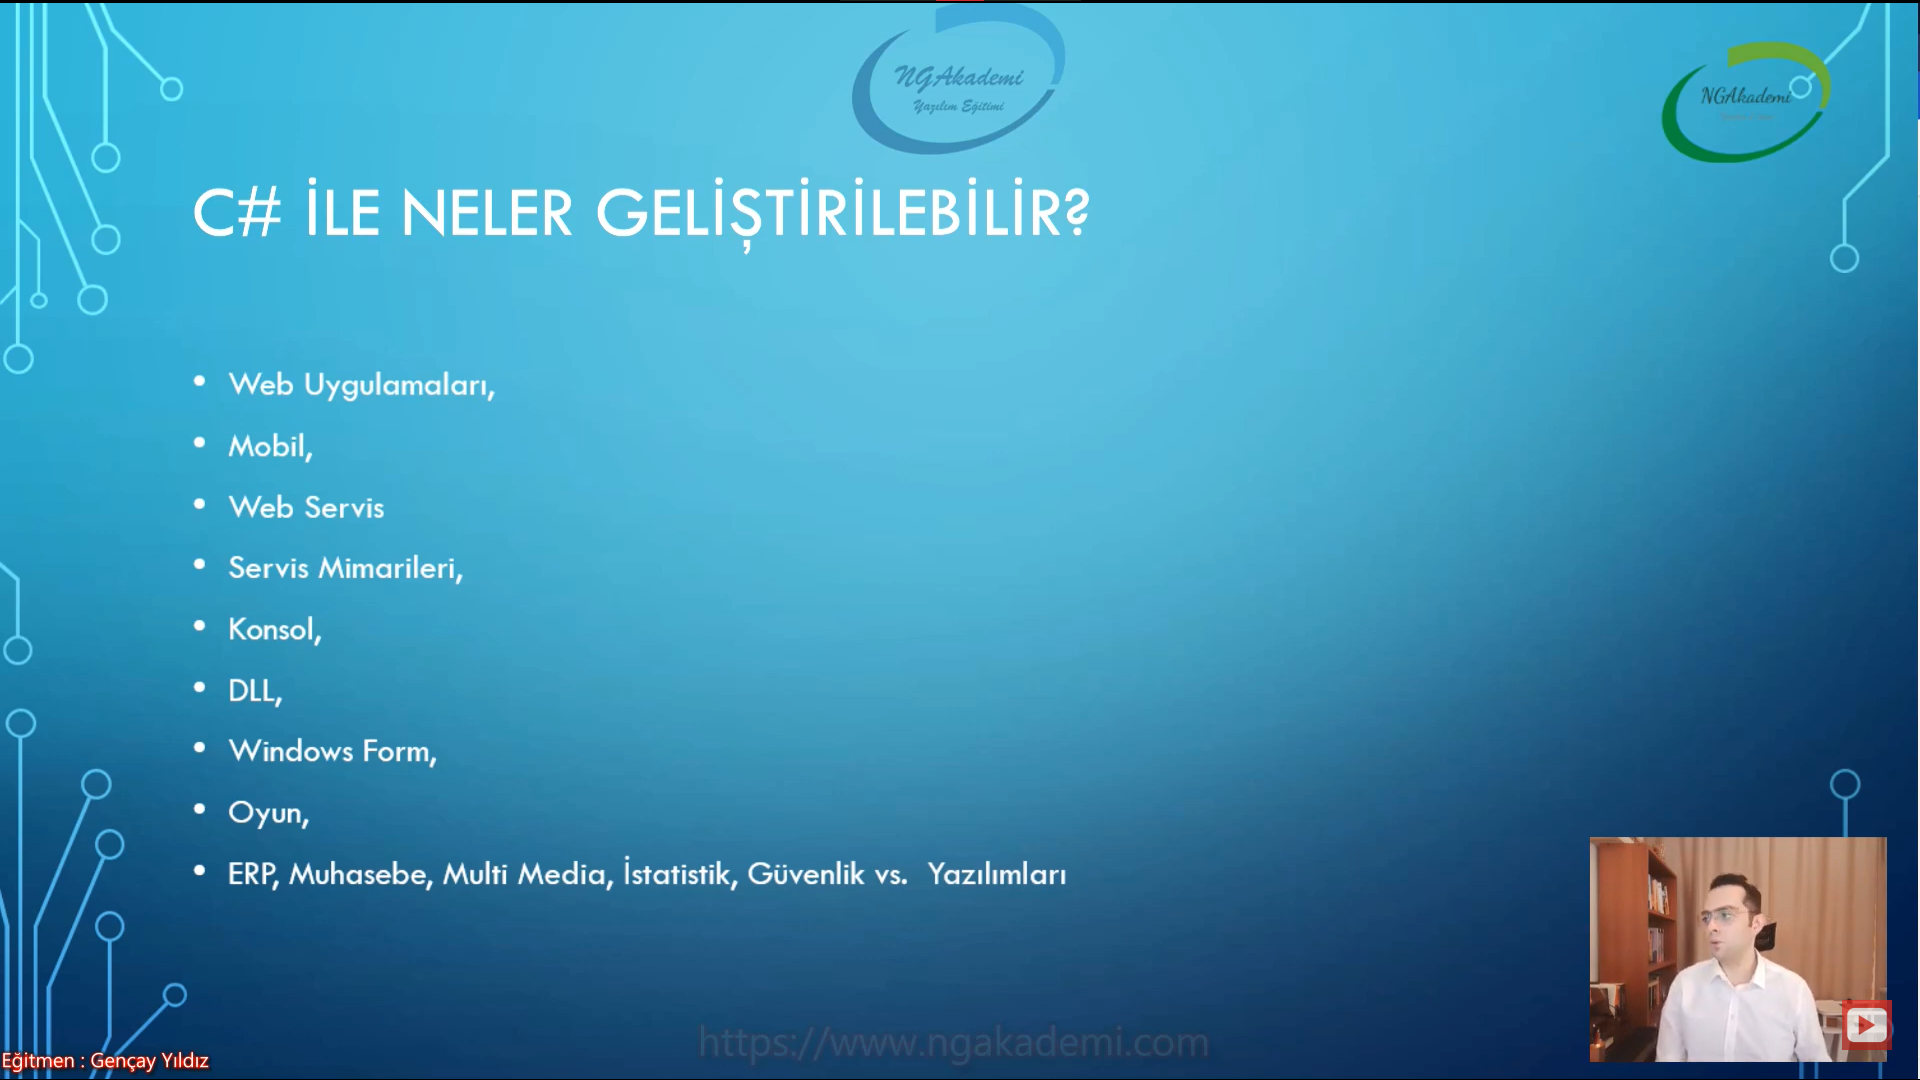 NGAkademi
Yazılım Eğitimi
NGAkademi
C# İLE NELER GELİŞTİRİLEBİLİR?
• Web Uygulamaları,
• Mobil,
• Web Servis
• Servis Mimarileri,
• Konsol,
• DLL,
• Windows Form,
• Oyun,
• ERP, Muhasebe, Multi Media, İstatistik, Güvenlik vs. Yazılımları
https://www.ngakademi.com
Eğitmen : Gençay Yıldız